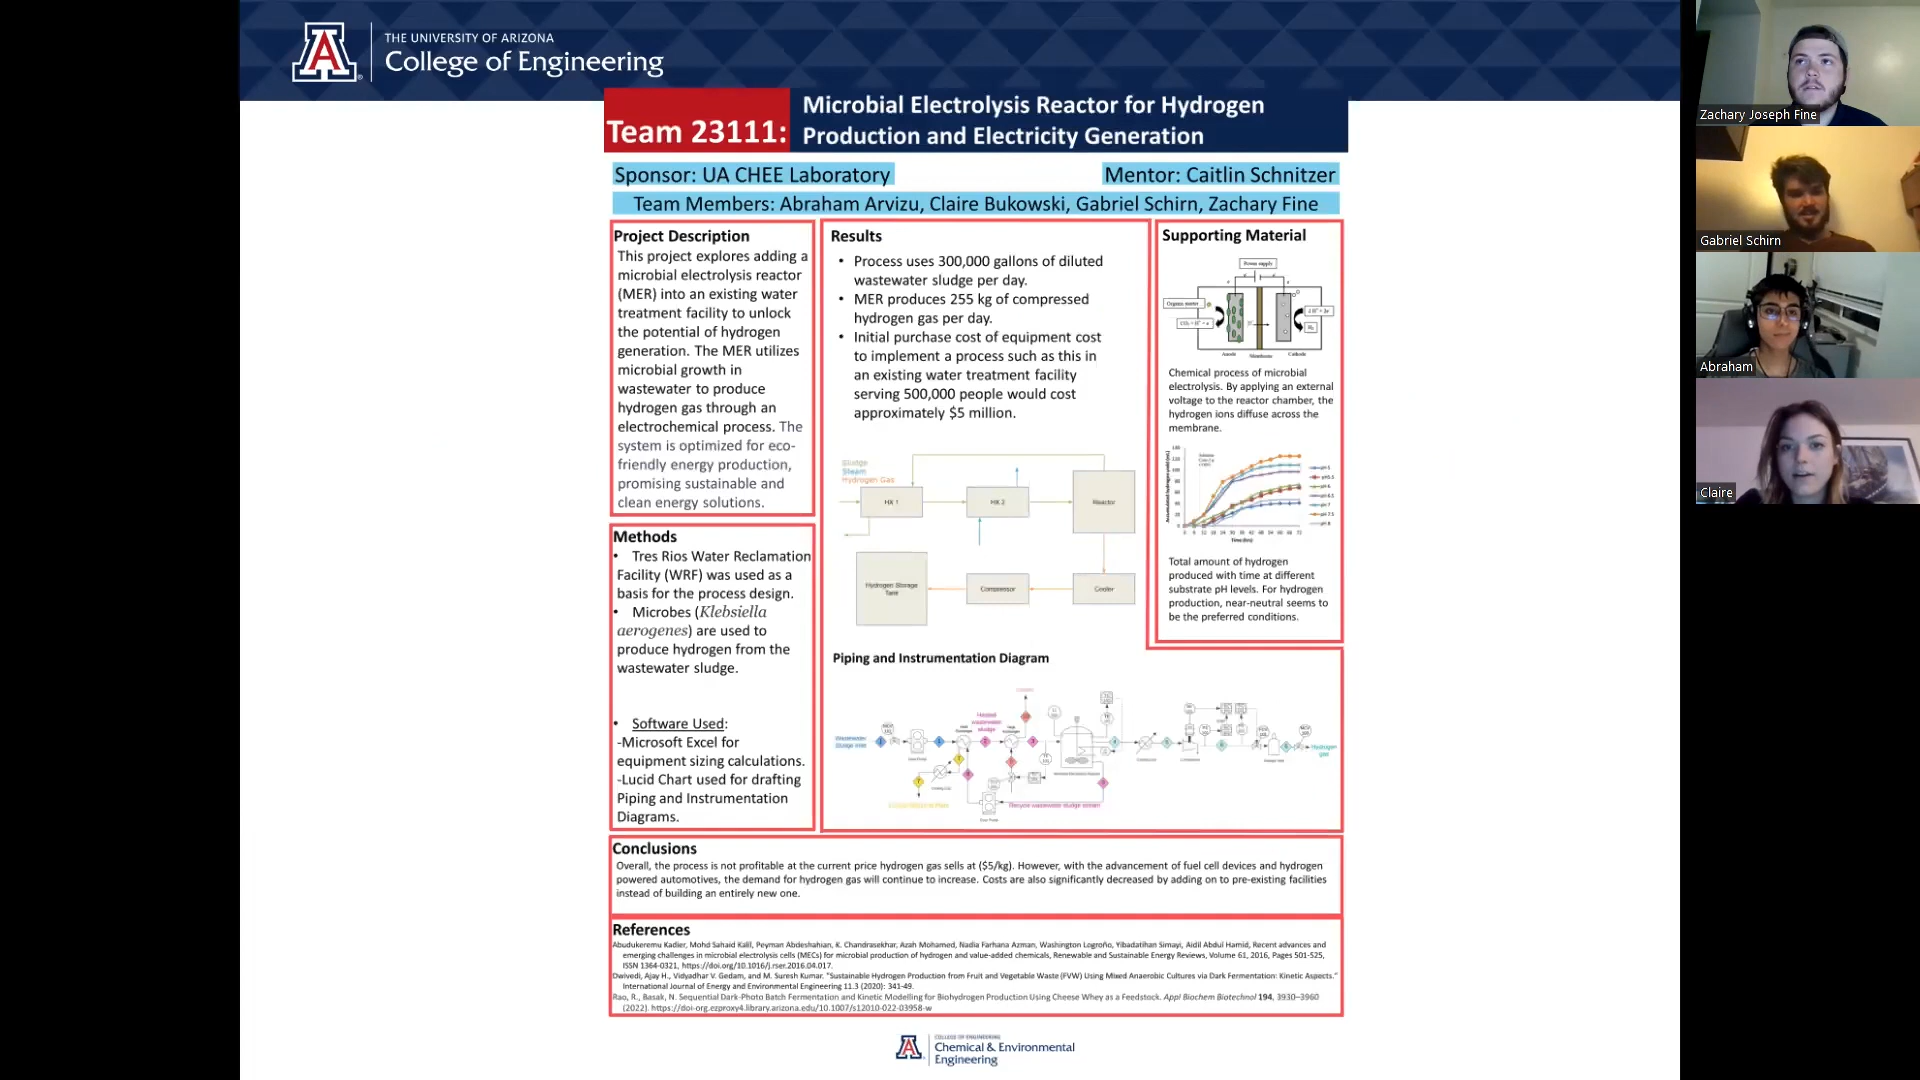 THE UNIVERSITY OF ARIZONA
College of Engineering
Team 23111:
Microbial Electrolysis Reactor for Hydrogen
Production and Electricity Generation
Sponsor: UA CHEE Laboratory
Mentor: Caitlin Schnitzer
Team Members: Abraham Arvizu, Claire Bukowski, Gabriel Schirn, Zachary Fine
Project Description
This project explores adding a
microbial electrolysis reactor
(MER) into an existing water
treatment facility to unlock
the potential of hydrogen
generation. The MER utilizes
microbial growth in
wastewater to produce
hydrogen gas through an
electrochemical process. The
system is optimized for eco-
friendly energy production,
promising sustainable and
clean energy solutions.
Methods
• Tres Rios Water Reclamation
Facility (WRF) was used as a
basis for the process design.
• Microbes (Klebsiella
aerogenes) are used to
produce hydrogen from the
wastewater sludge.
• Software Used:
-Microsoft Excel for
equipment sizing calculations.
-Lucid Chart used for drafting
Piping and Instrumentation
Diagrams.
Results
• Process uses 300,000 gallons of diluted
wastewater sludge per day.
• MER produces 255 kg of compressed
hydrogen gas per day.
• Initial purchase cost of equipment cost
to implement a process such as this in
an existing water treatment facility
serving 500,000 people would cost
approximately $5 million.
Sludge
Steam
Hydrogen Gas
HX 1
HX 2
Reactor
Hydrogen Storage
Tank
Compressor
Cooler
Piping and Instrumentation Diagram
Wastewater
Sludge Inlet
Heated
wastewater
sludge
Recycle wastewater sludge stream
Hydrogen
gas
Supporting Material
Power supply
Organic matter
Anode
Membrane
Cathode
Chemical process of microbial
electrolysis. By applying an external
voltage to the reactor chamber, the
hydrogen ions diffuse across the
membrane.
Time (hrs)
Total amount of hydrogen
produced with time at different
substrate pH levels. For hydrogen
production, near-neutral seems to
be the preferred conditions.
Conclusions
Overall, the process is not profitable at the current price hydrogen gas sells at ($5/kg). However, with the advancement of fuel cell devices and hydrogen
powered automotives, the demand for hydrogen gas will continue to increase. Costs are also significantly decreased by adding on to pre-existing facilities
instead of building an entirely new one.
References
Abudukeremu Kadier, Mohd Sahaid Kalil, Peyman Abdeshahian, K. Chandrasekhar, Azah Mohamed, Nadia Farhana Azman, Washington Logroño, Yibadatihan Simayi, Aidil Abdul Hamid, Recent advances and
emerging challenges in microbial electrolysis cells (MECs) for microbial production of hydrogen and value-added chemicals, Renewable and Sustainable Energy Reviews, Volume 61, 2016, Pages 501-525,
ISSN 1364-0321, https://doi.org/10.1016/j.rser.2016.04.017.
Dwivedi, Ajay H., Vidyadhar V. Gedam, and M. Suresh Kumar. "Sustainable Hydrogen Production from Fruit and Vegetable Waste (FVW) Using Mixed Anaerobic Cultures via Dark Fermentation: Kinetic Aspects."
International Journal of Energy and Environmental Engineering 11.3 (2020): 341-49.
Rao, R., Basak, N. Sequential Dark-Photo Batch Fermentation and Kinetic Modelling for Biohydrogen Production Using Cheese Whey as a Feedstock. Appl Biochem Biotechnol 194, 3930–3960
(2022). https://doi-org.ezproxy4.library.arizona.edu/10.1007/s12010-022-03958-w
COLLEGE OF ENGINEERING
Chemical & Environmental
Engineering
Zachary Joseph Fine
Gabriel Schirn
Abraham
Claire